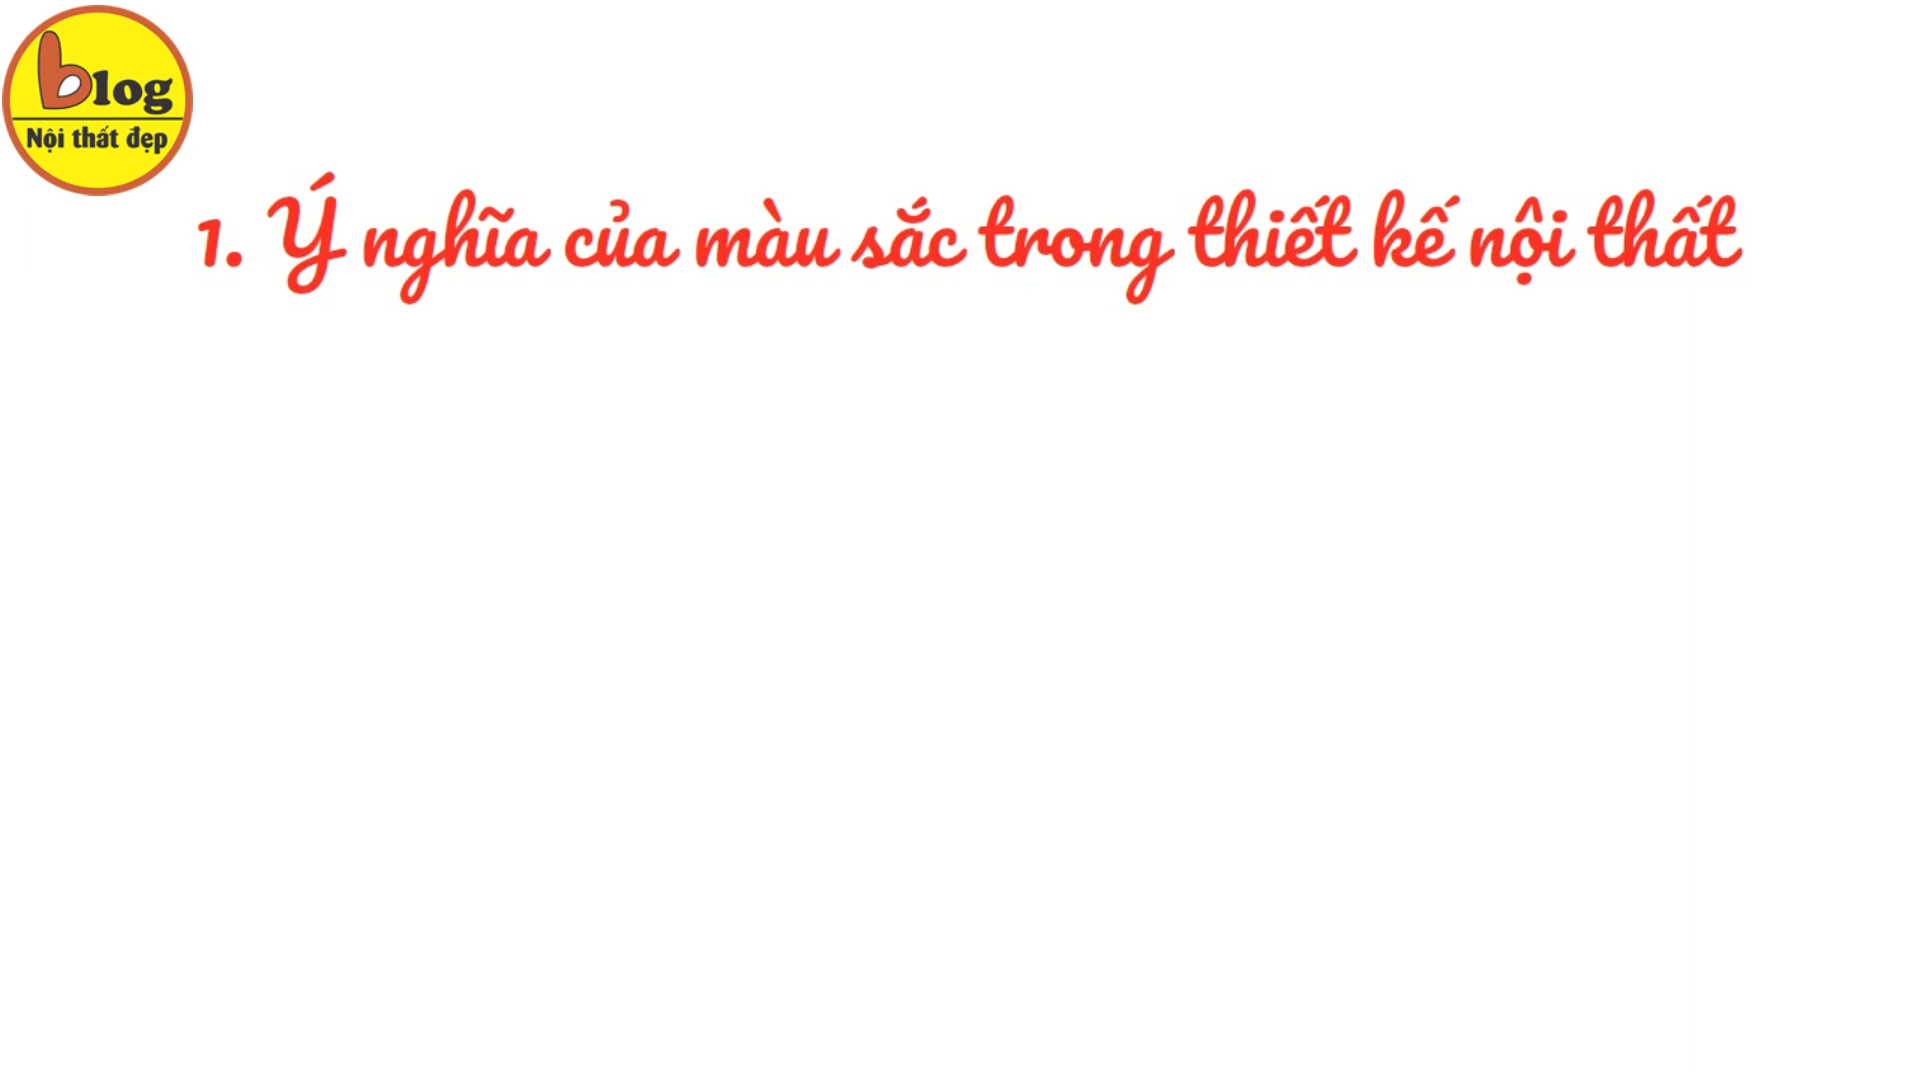 blog
Nội thất đẹp
1. Ý nghĩa của màu sắc trong thiết kế nội thất